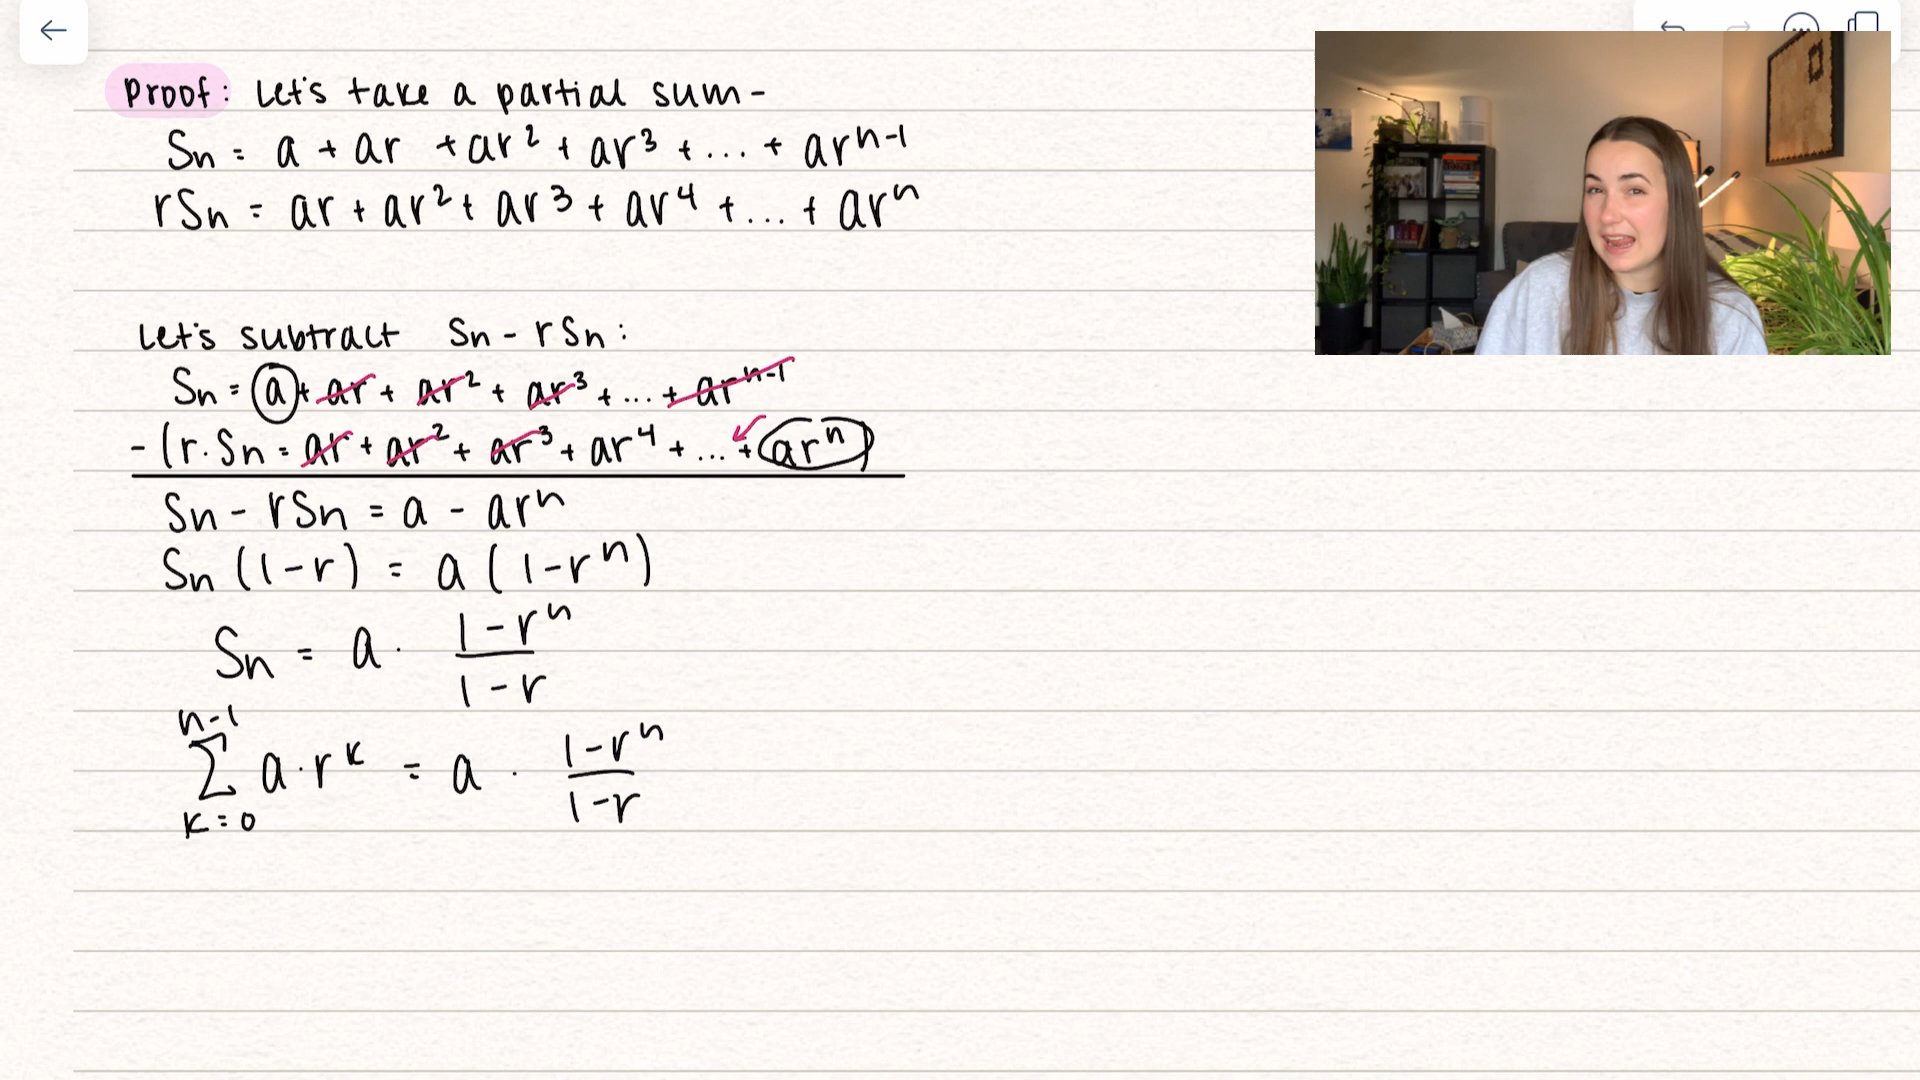 Proof: Let's take a partial sum -
Sn = a + ar + ar² + ar³ + ... + arⁿ⁻¹
rSn = ar + ar² + ar³ + ar⁴ + ... + arⁿ
Let's subtract Sn - rSn:
Sn = a + ar + ar² + ar³ + ... + arⁿ⁻¹
- (r · Sn = ar + ar² + ar³ + ar⁴ + ... + arⁿ)
Sn - rSn = a - arⁿ
Sn (1-r) = a (1-rⁿ)
Sn = a · (1-rⁿ)/(1-r)
n-1
∑ a · rᵏ = a · (1-rⁿ)/(1-r)
k=0